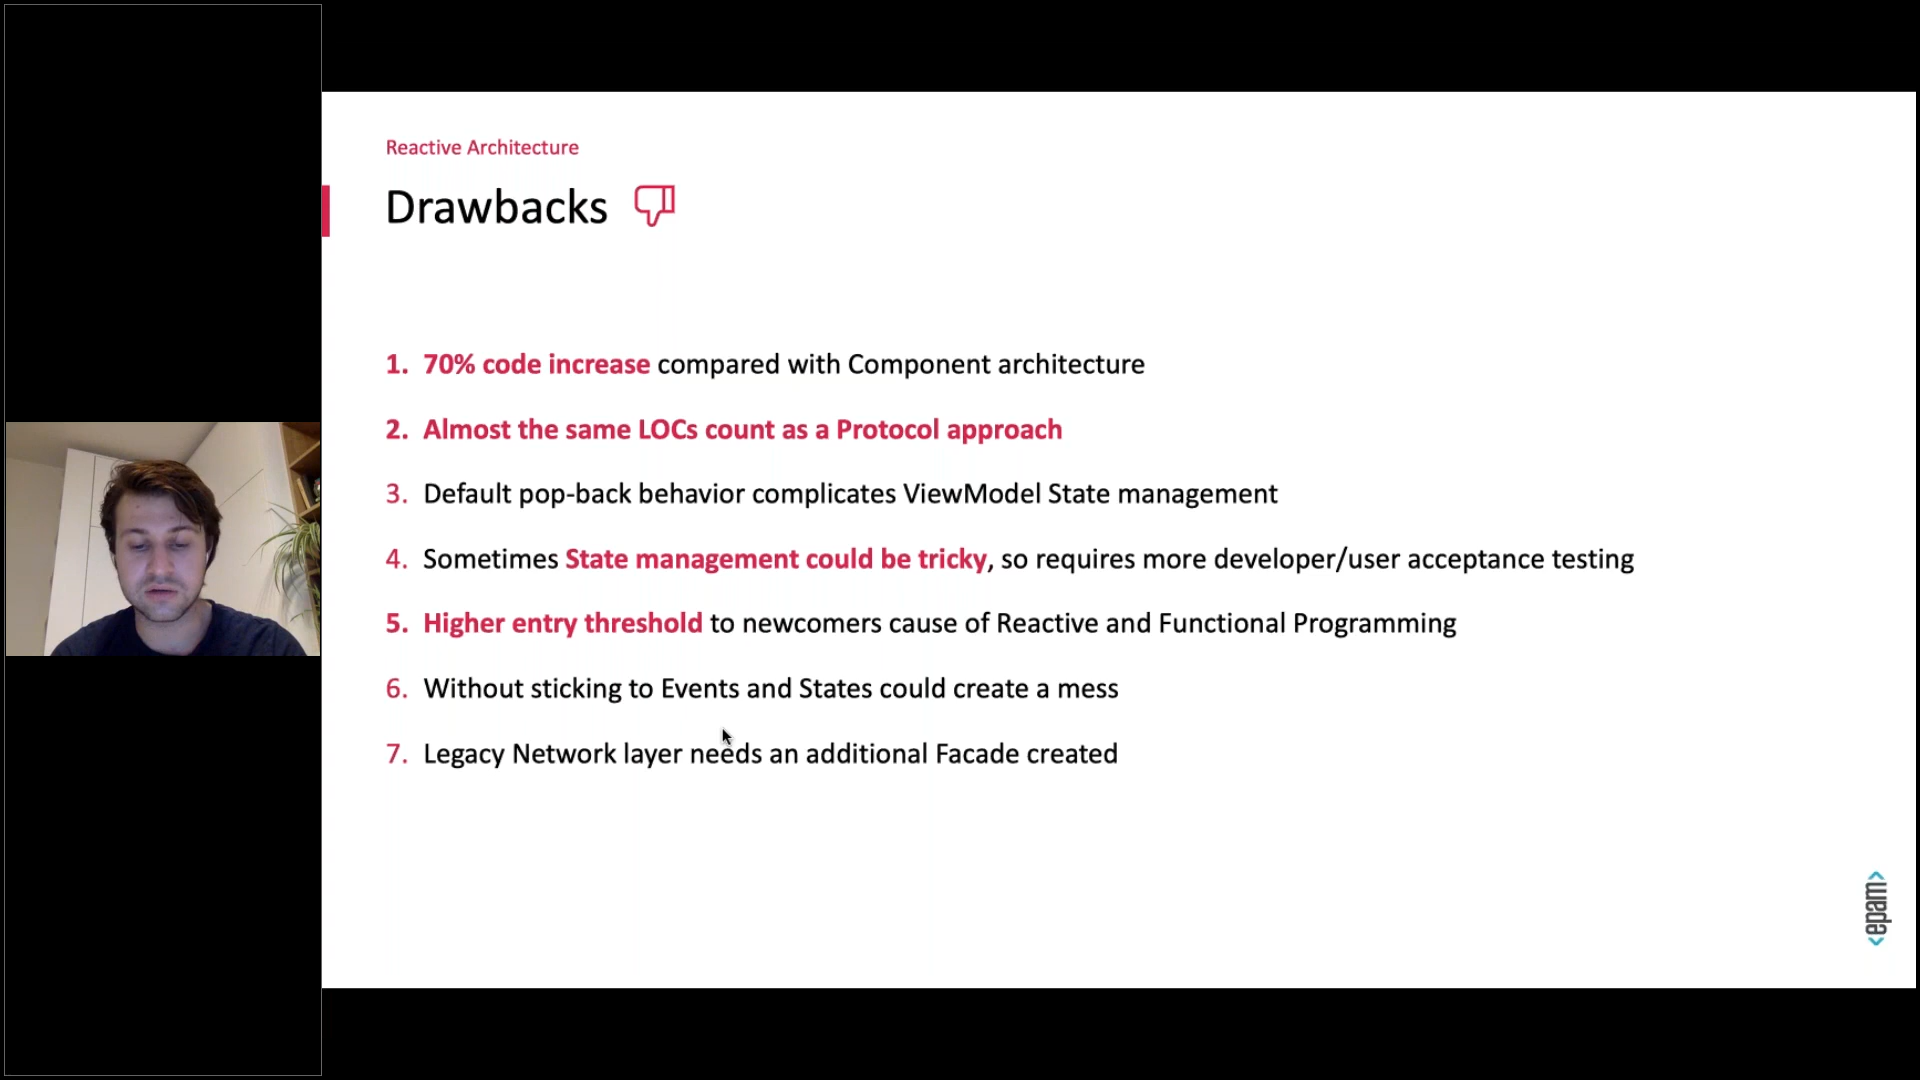 Reactive Architecture
Drawbacks
1. 70% code increase compared with Component architecture
2. Almost the same LOCs count as a Protocol approach
3. Default pop-back behavior complicates ViewModel State management
4. Sometimes State management could be tricky, so requires more developer/user acceptance testing
5. Higher entry threshold to newcomers cause of Reactive and Functional Programming
6. Without sticking to Events and States could create a mess
7. Legacy Network layer needs an additional Facade created
<epam>